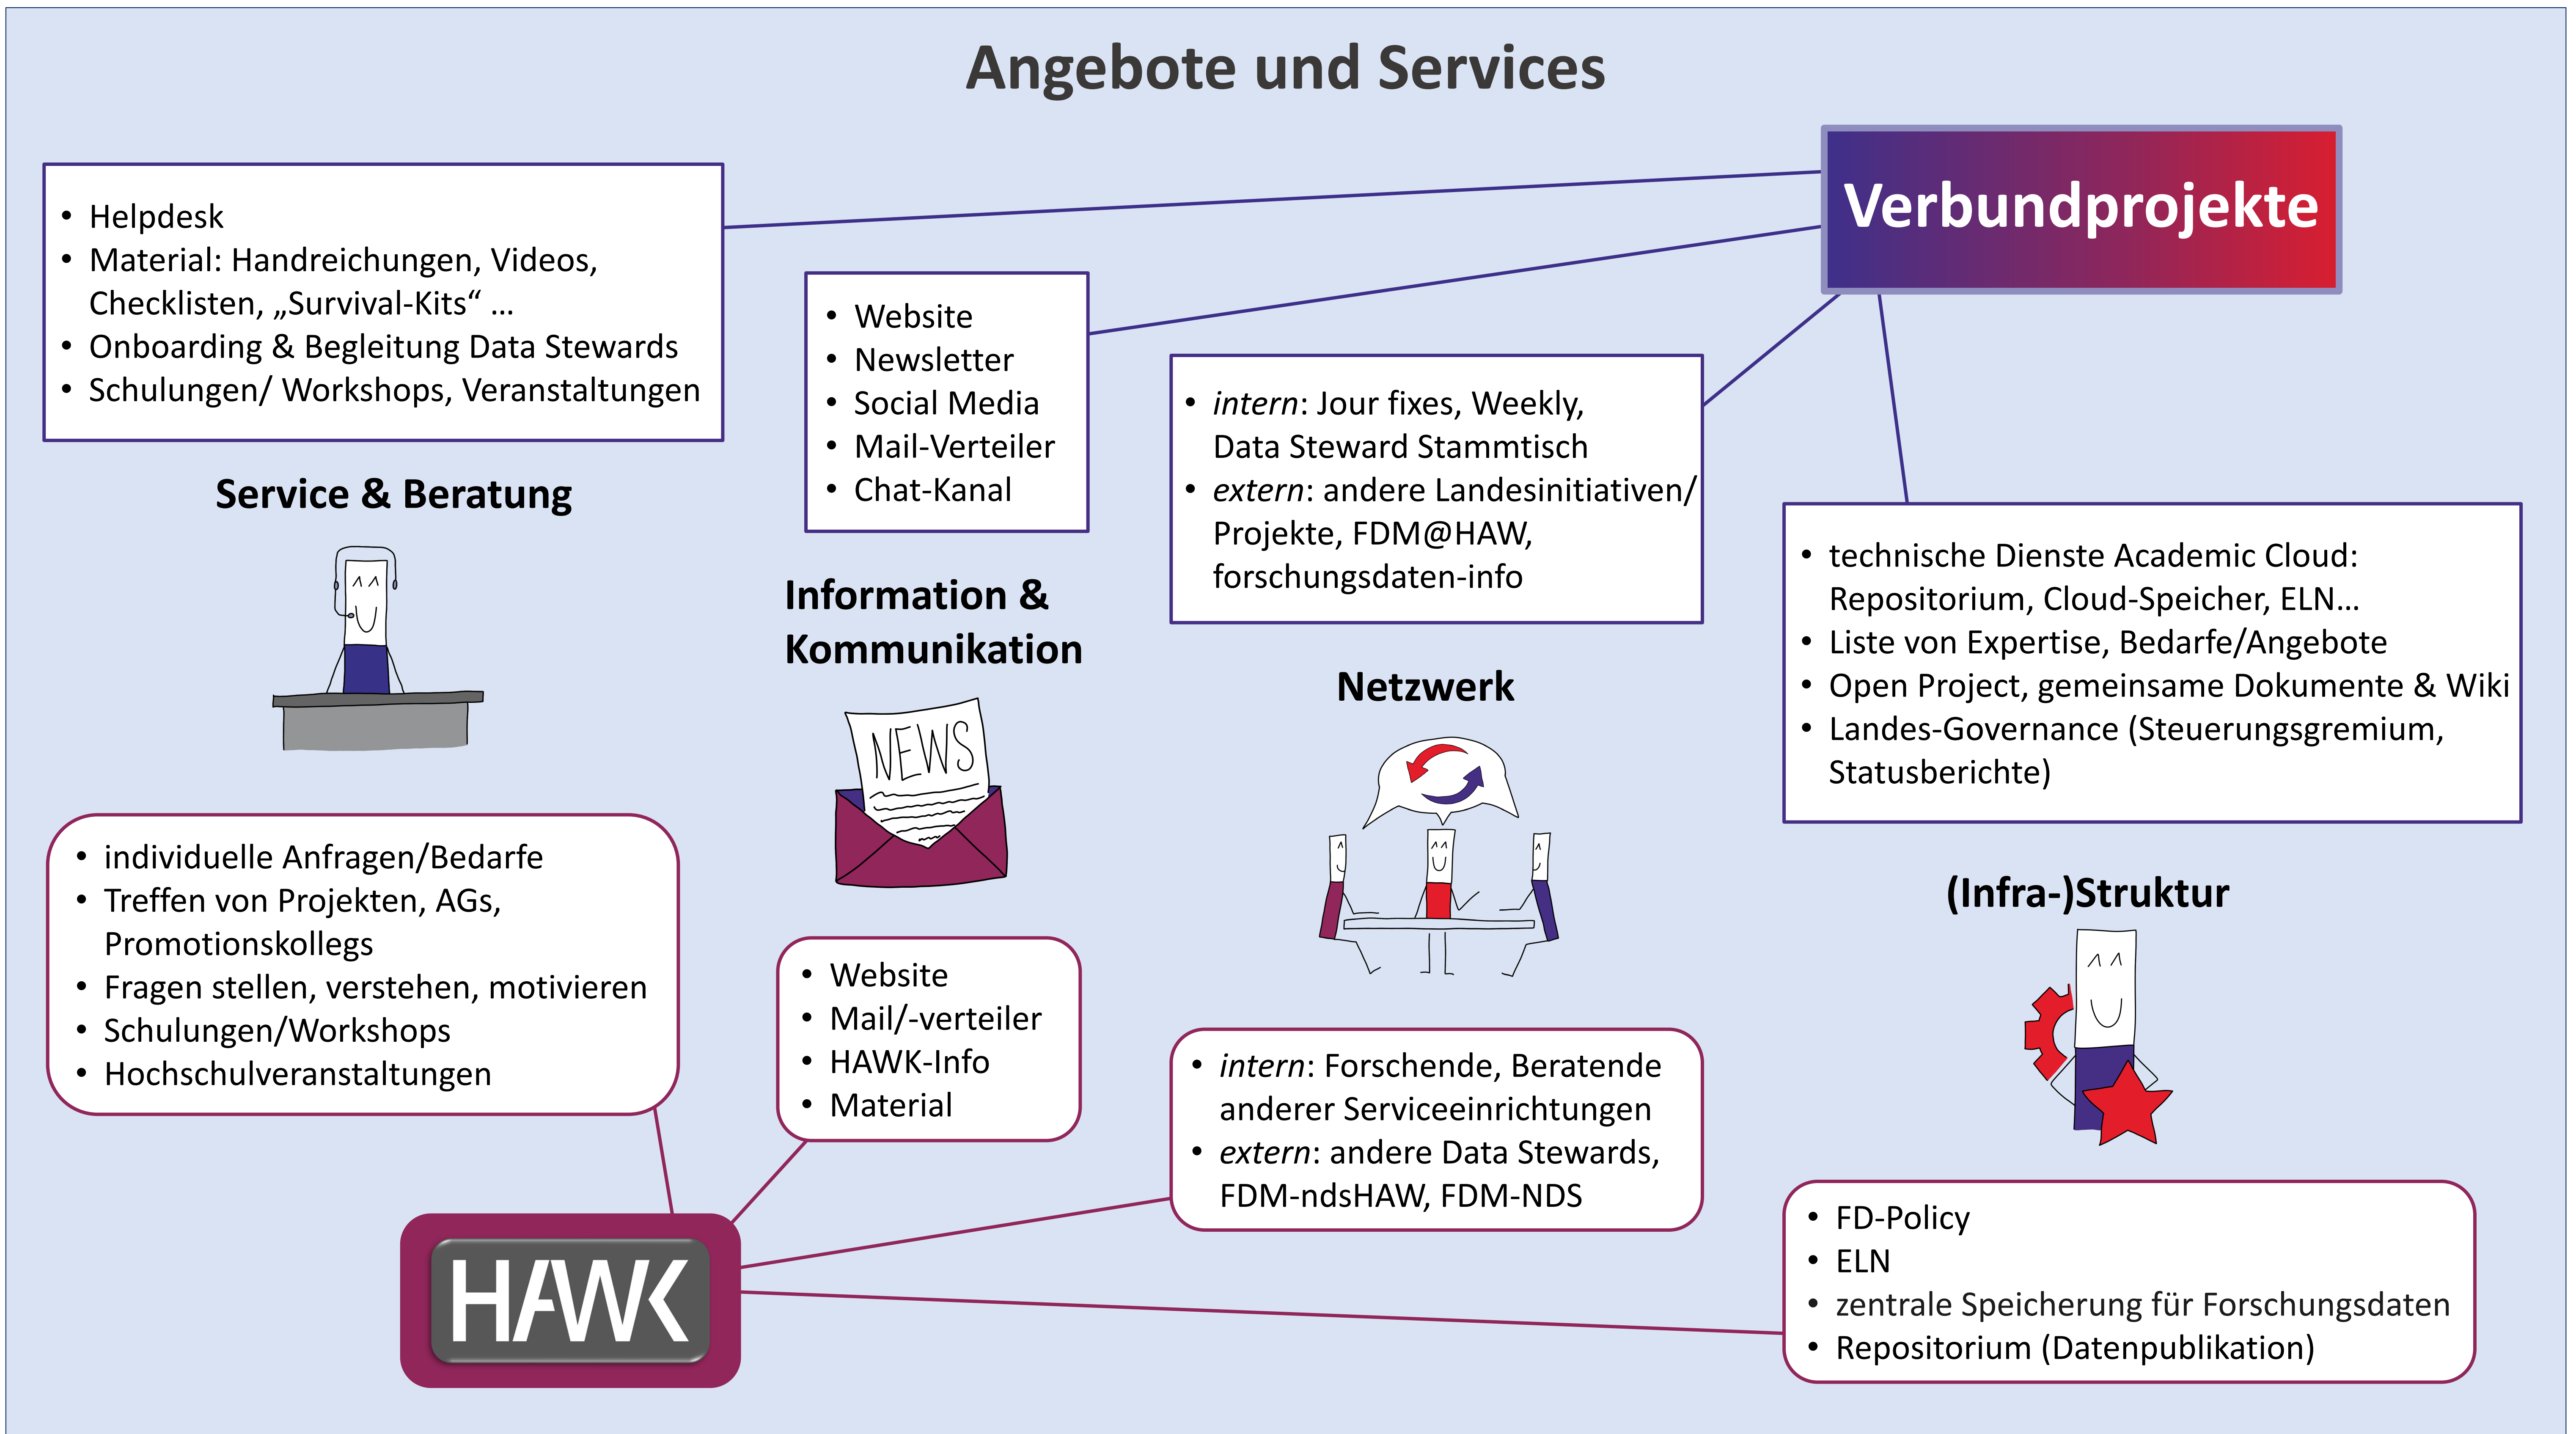 Angebote und Services
Verbundprojekte
• Helpdesk
• Material: Handreichungen, Videos,
Checklisten, „Survival-Kits“ ...
• Onboarding & Begleitung Data Stewards
• Schulungen/ Workshops, Veranstaltungen
Service & Beratung
• individuelle Anfragen/Bedarfe
• Treffen von Projekten, AGs,
Promotionskollegs
• Fragen stellen, verstehen, motivieren
• Schulungen/Workshops
• Hochschulveranstaltungen
• Website
• Newsletter
• Social Media
• Mail-Verteiler
• Chat-Kanal
Information &
Kommunikation
NEWS
• Website
• Mail/-verteiler
• HAWK-Info
• Material
• intern: Jour fixes, Weekly,
Data Steward Stammtisch
• extern: andere Landesinitiativen/
Projekte, FDM@HAW,
forschungsdaten-info
Netzwerk
• intern: Forschende, Beratende
anderer Serviceeinrichtungen
• extern: andere Data Stewards,
FDM-ndsHAW, FDM-NDS
• technische Dienste Academic Cloud:
Repositorium, Cloud-Speicher, ELN...
• Liste von Expertise, Bedarfe/Angebote
• Open Project, gemeinsame Dokumente & Wiki
• Landes-Governance (Steuerungsgremium,
Statusberichte)
(Infra-)Struktur
• FD-Policy
• ELN
• zentrale Speicherung für Forschungsdaten
• Repositorium (Datenpublikation)
HAWK